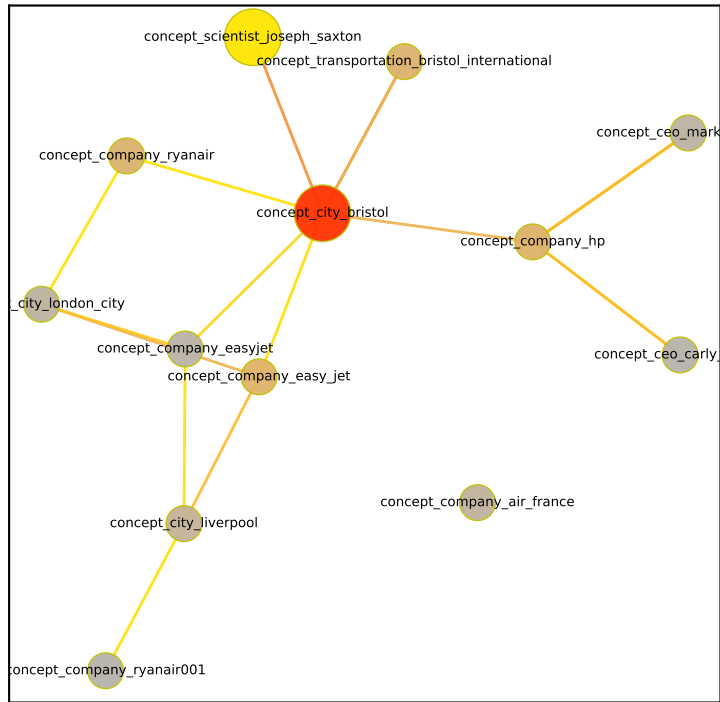 concept_scientist_joseph_saxton
concept_transportation_bristol_international
concept_ceo_mark
concept_company_ryanair
concept_city_bristol
concept_company_hp
t_city_london_city
concept_company_easyjet
concept_ceo_carly_
concept_company_easy_jet
concept_company_air_france
concept_city_liverpool
concept_company_ryanair001